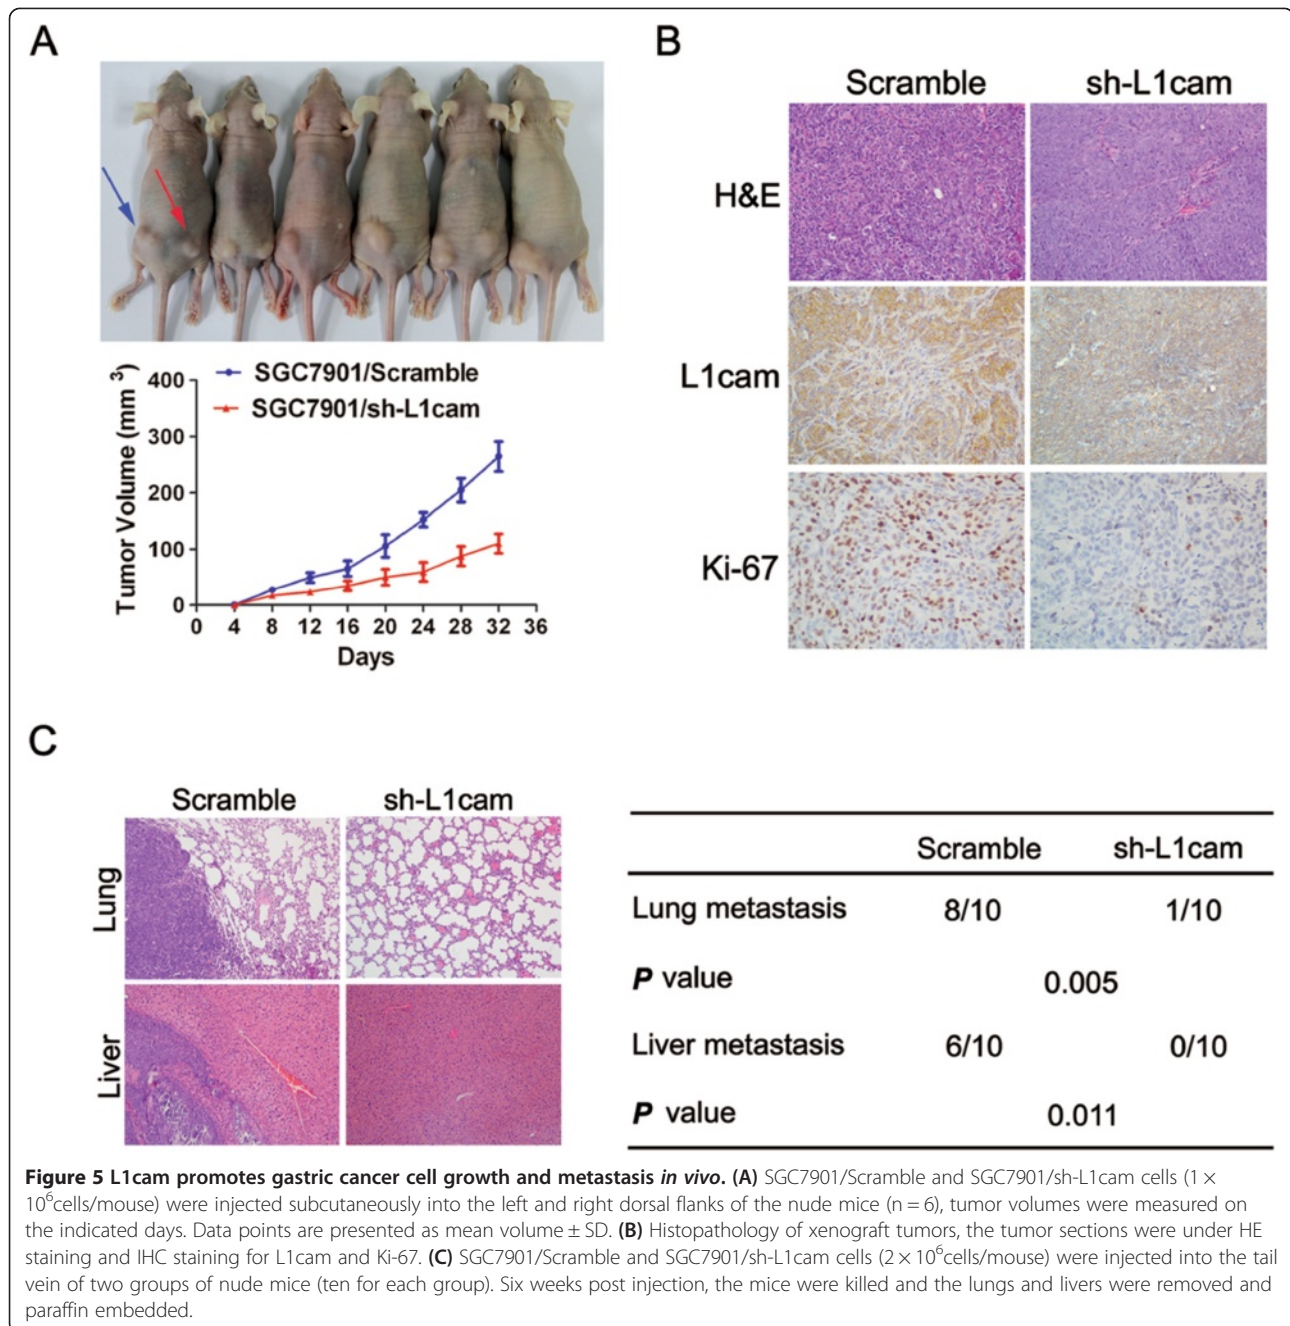 A
B
Scramble
sh-L1cam
H&E
L1cam
Ki-67
SGC7901/Scramble
SGC7901/sh-L1cam
Tumor Volume (mm 3)
400
300
200
100
0
0 4 8 12 16 20 24 28 32 36
Days
C
Scramble
sh-L1cam
Lung
Liver
Scramble sh-L1cam
Lung metastasis 8/10 1/10
P value 0.005
Liver metastasis 6/10 0/10
P value 0.011
Figure 5 L1cam promotes gastric cancer cell growth and metastasis in vivo. (A) SGC7901/Scramble and SGC7901/sh-L1cam cells (1 ×
10⁶cells/mouse) were injected subcutaneously into the left and right dorsal flanks of the nude mice (n = 6), tumor volumes were measured on
the indicated days. Data points are presented as mean volume ± SD. (B) Histopathology of xenograft tumors, the tumor sections were under HE
staining and IHC staining for L1cam and Ki-67. (C) SGC7901/Scramble and SGC7901/sh-L1cam cells (2 × 10⁶cells/mouse) were injected into the tail
vein of two groups of nude mice (ten for each group). Six weeks post injection, the mice were killed and the lungs and livers were removed and
paraffin embedded.